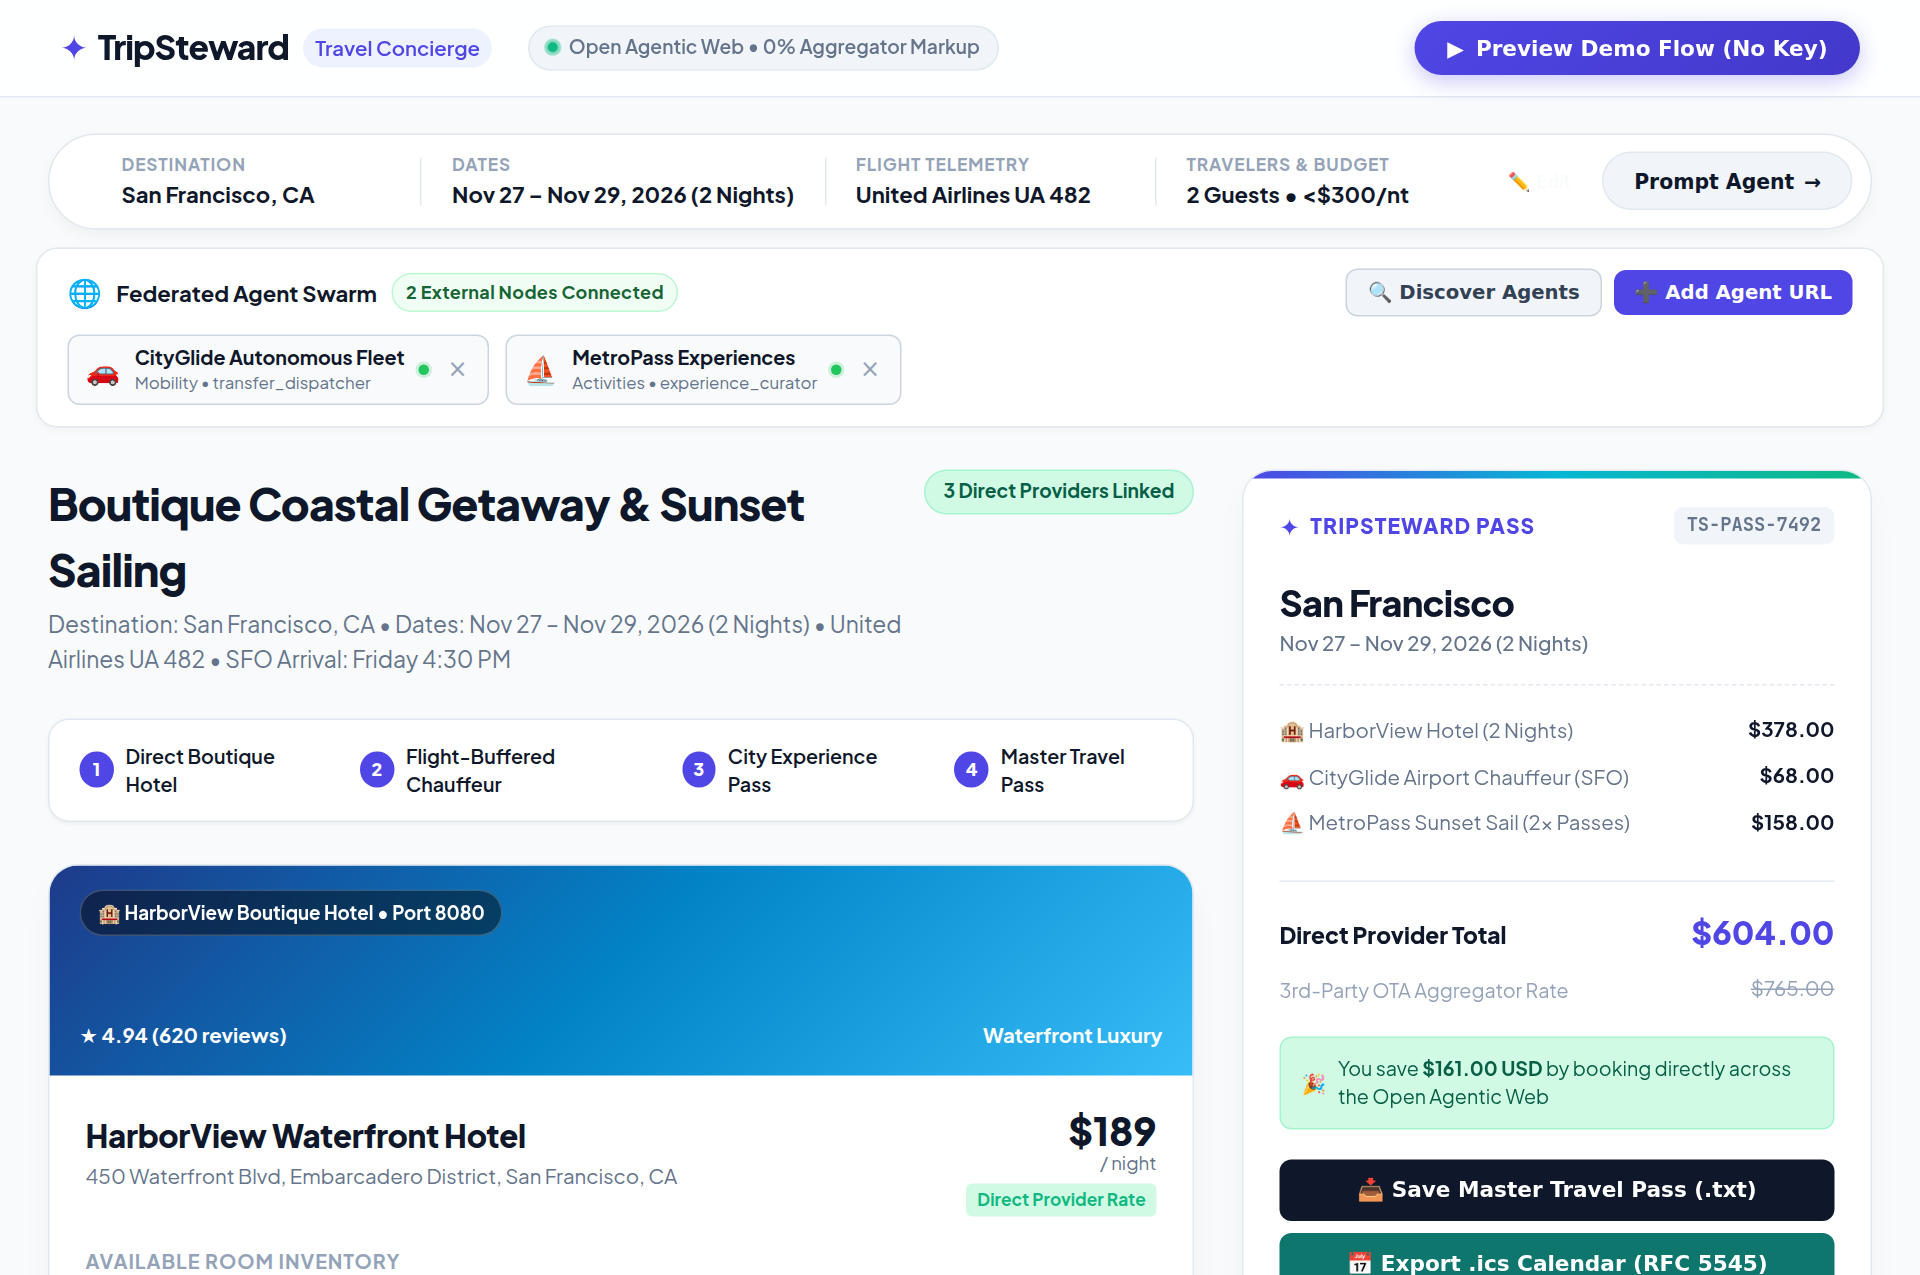 TripSteward
Travel Concierge
Open Agentic Web • 0% Aggregator Markup
▶ Preview Demo Flow (No Key)
DESTINATION
San Francisco, CA
DATES
Nov 27 – Nov 29, 2026 (2 Nights)
FLIGHT TELEMETRY
United Airlines UA 482
TRAVELERS & BUDGET
2 Guests • <$300/nt
Edit
Prompt Agent →
Federated Agent Swarm
2 External Nodes Connected
Discover Agents
Add Agent URL
CityGlide Autonomous Fleet
Mobility • transfer_dispatcher
MetroPass Experiences
Activities • experience_curator
Boutique Coastal Getaway & Sunset
Sailing
3 Direct Providers Linked
Destination: San Francisco, CA • Dates: Nov 27 – Nov 29, 2026 (2 Nights) • United
Airlines UA 482 • SFO Arrival: Friday 4:30 PM
1 Direct Boutique
Hotel
2 Flight-Buffered
Chauffeur
3 City Experience
Pass
4 Master Travel
Pass
HarborView Boutique Hotel • Port 8080
★ 4.94 (620 reviews)
Waterfront Luxury
HarborView Waterfront Hotel
450 Waterfront Blvd, Embarcadero District, San Francisco, CA
$189
/ night
Direct Provider Rate
AVAILABLE ROOM INVENTORY
TRIPSTEWARD PASS
TS-PASS-7492
San Francisco
Nov 27 – Nov 29, 2026 (2 Nights)
HarborView Hotel (2 Nights) $378.00
CityGlide Airport Chauffeur (SFO) $68.00
MetroPass Sunset Sail (2× Passes) $158.00
Direct Provider Total $604.00
3rd-Party OTA Aggregator Rate $765.00
You save $161.00 USD by booking directly across
the Open Agentic Web
Save Master Travel Pass (.txt)
Export .ics Calendar (RFC 5545)